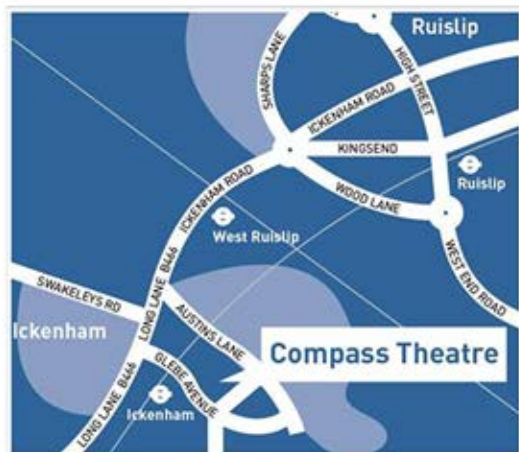 Ruislip
SHARPS LANE
HIGH STREET
ICKENHAM ROAD
KINGSEND
Ruislip
WOOD LANE
ICKENHAM ROAD
West Ruislip
WEST END ROAD
SWAKELEYS RD
LONG LANE B466
AUSTINS LANE
Ickenham
Compass Theatre
GLEBE AVENUE
Ickenham
LONG LANE B466